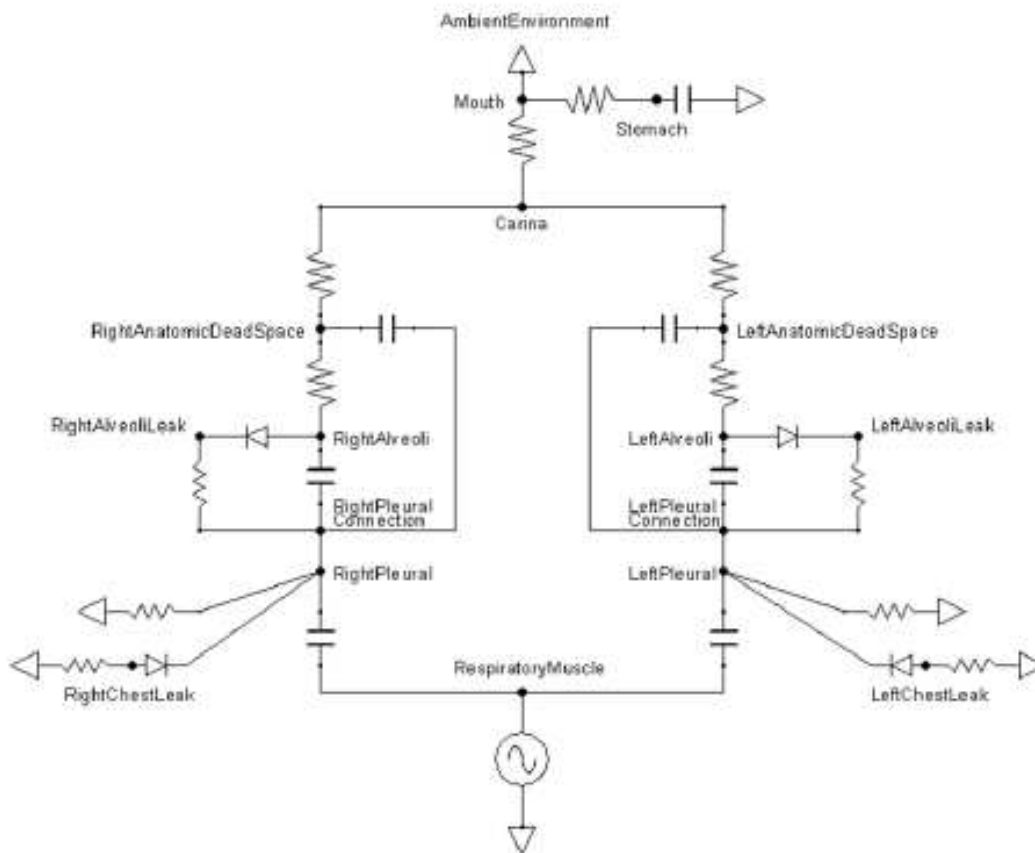 AmbientEnvironment
Mouth
Stomach
Carina
RightAnatomicDeadSpace
LeftAnatomicDeadSpace
RightAlveoliLeak
RightAlveoli
LeftAlveoli
LeftAlveoliLeak
RightPleural
Connection
LeftPleural
Connection
RightPleural
LeftPleural
RespiratoryMuscle
RightChestLeak
LeftChestLeak